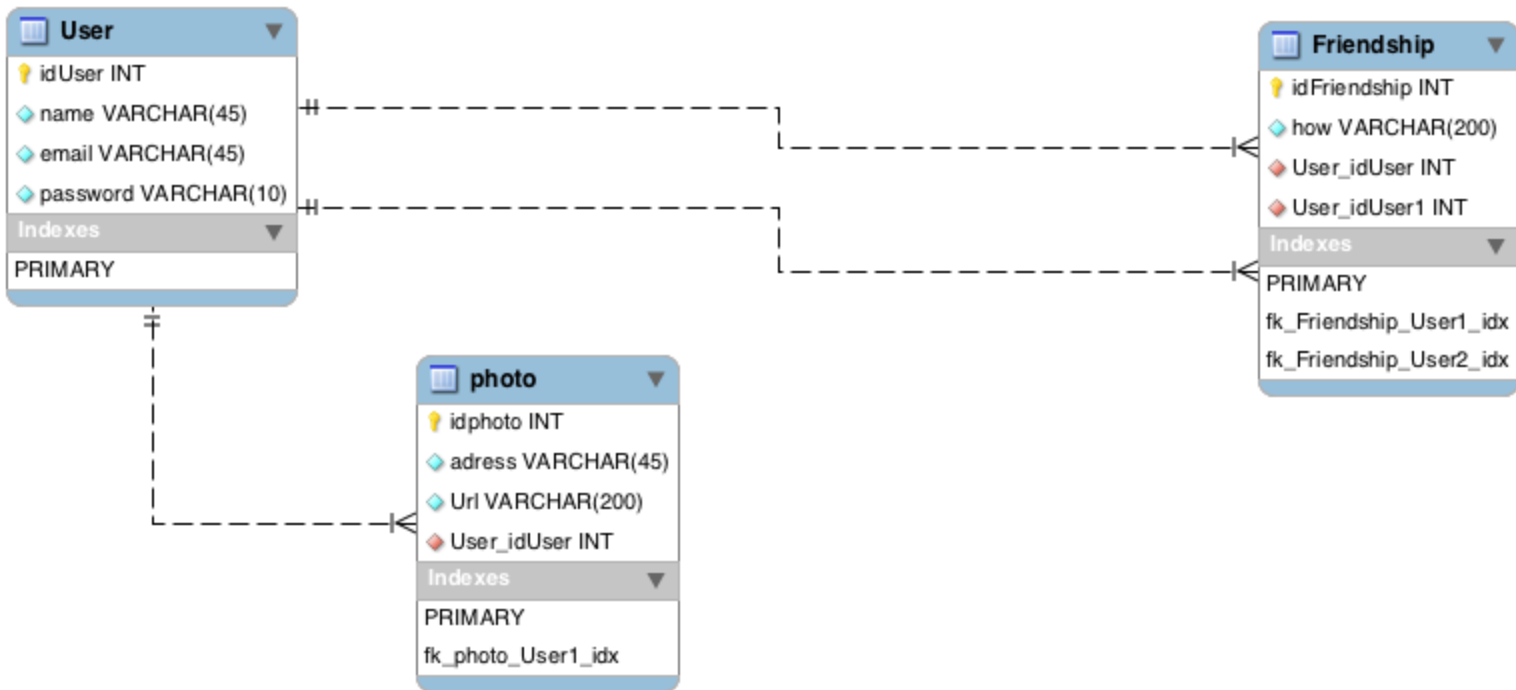 User
idUser INT
name VARCHAR(45)
email VARCHAR(45)
password VARCHAR(10)
Indexes
PRIMARY
Friendship
idFriendship INT
how VARCHAR(200)
User_idUser INT
User_idUser1 INT
Indexes
PRIMARY
fk_Friendship_User1_idx
fk_Friendship_User2_idx
photo
idphoto INT
adress VARCHAR(45)
Url VARCHAR(200)
User_idUser INT
Indexes
PRIMARY
fk_photo_User1_idx